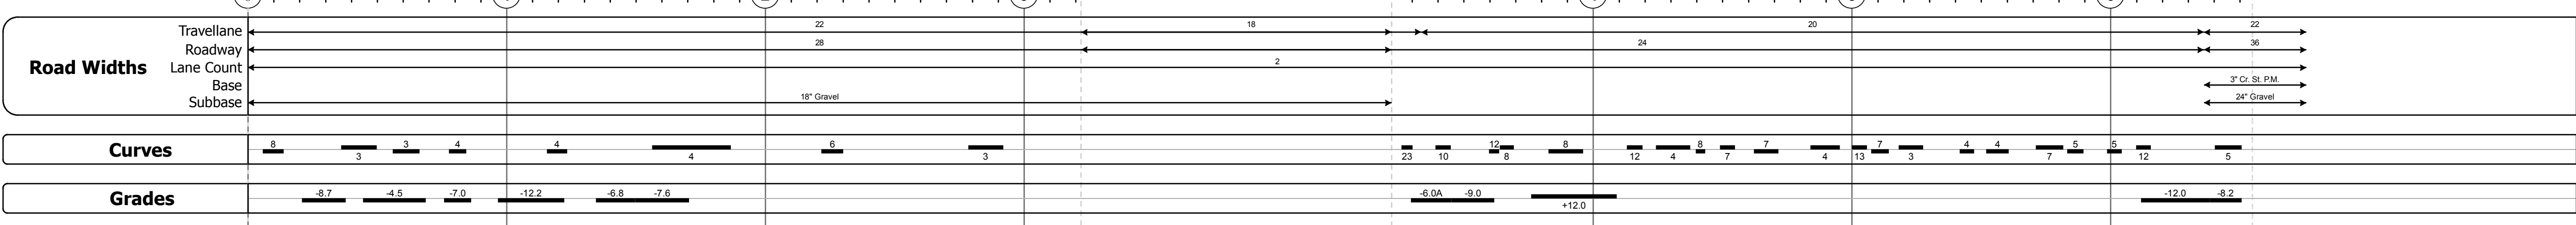 22 18 20 22
Travellane
28 24 36
Roadway
Road Widths
2
Lane Count
3" Cr. St. P.M.
Base
18" Gravel 24" Gravel
Subbase
8 3 4 4 6 12 8 8 7 7 4 4 5 5
Curves
3 4 3 23 10 8 12 4 7 4 13 3 7 12 5
-8.7 -4.5 -7.0 -12.2 -6.8 -7.6 -6.0A -9.0 -12.0 -8.2
Grades
+12.0